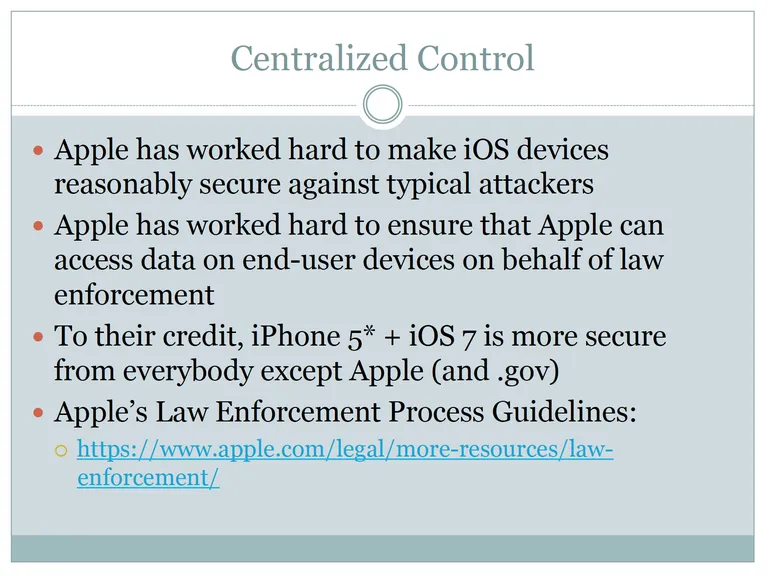 Centralized Control
Apple has worked hard to make iOS devices
reasonably secure against typical attackers
Apple has worked hard to ensure that Apple can
access data on end-user devices on behalf of law
enforcement
To their credit, iPhone 5* + iOS 7 is more secure
from everybody except Apple (and .gov)
Apple’s Law Enforcement Process Guidelines:
https://www.apple.com/legal/more-resources/law-
enforcement/